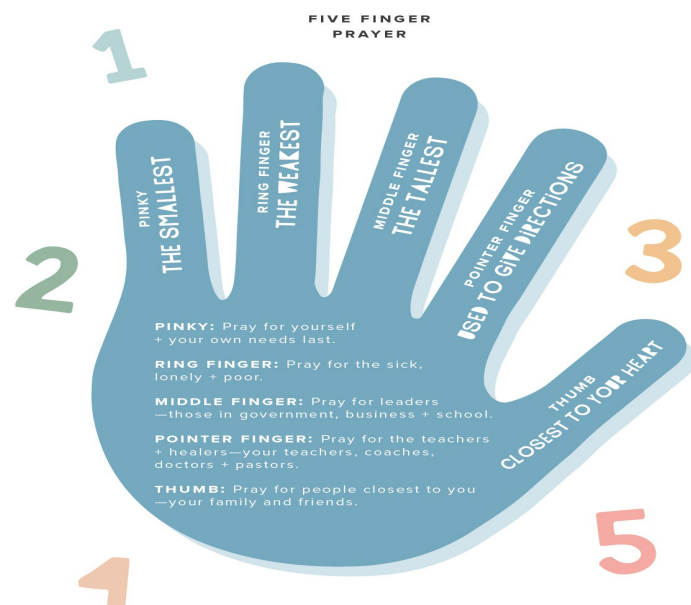 FIVE FINGER
PRAYER
1
2
3
PINKY
THE SMALLEST
RING FINGER
THE WEAKEST
MIDDLE FINGER
THE TALLEST
POINTER FINGER
USED TO GiVE DiRECTiONS
THUMB
CLOSEST TO YOUR HEART
PINKY: Pray for yourself
+ your own needs last.
RING FINGER: Pray for the sick,
lonely + poor.
MIDDLE FINGER: Pray for leaders
—those in government, business + school.
POINTER FINGER: Pray for the teachers
+ healers—your teachers, coaches,
doctors + pastors.
THUMB: Pray for people closest to you
—your family and friends.
5
1